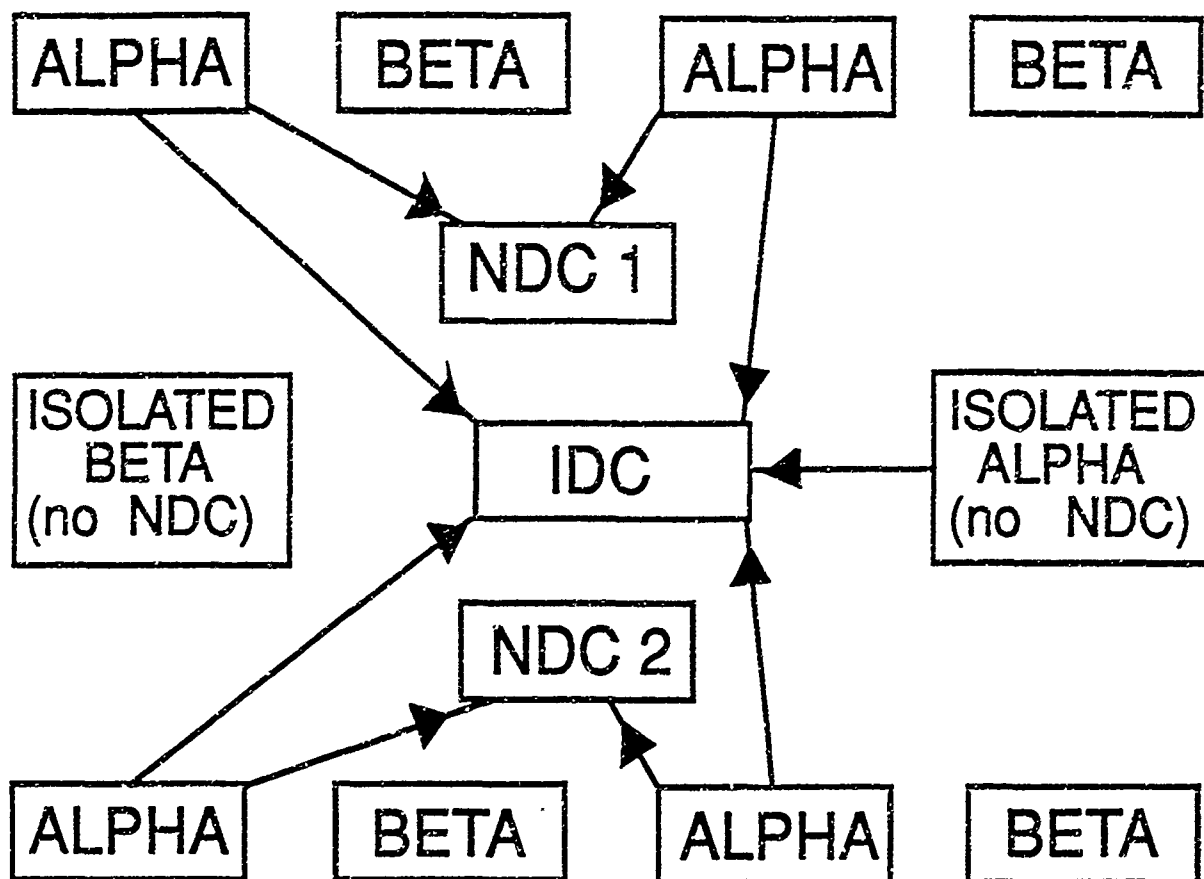 ALPHA
BETA
ALPHA
BETA
NDC 1
ISOLATED
BETA
(no NDC)
IDC
ISOLATED
ALPHA
(no NDC)
NDC 2
ALPHA
BETA
ALPHA
BETA